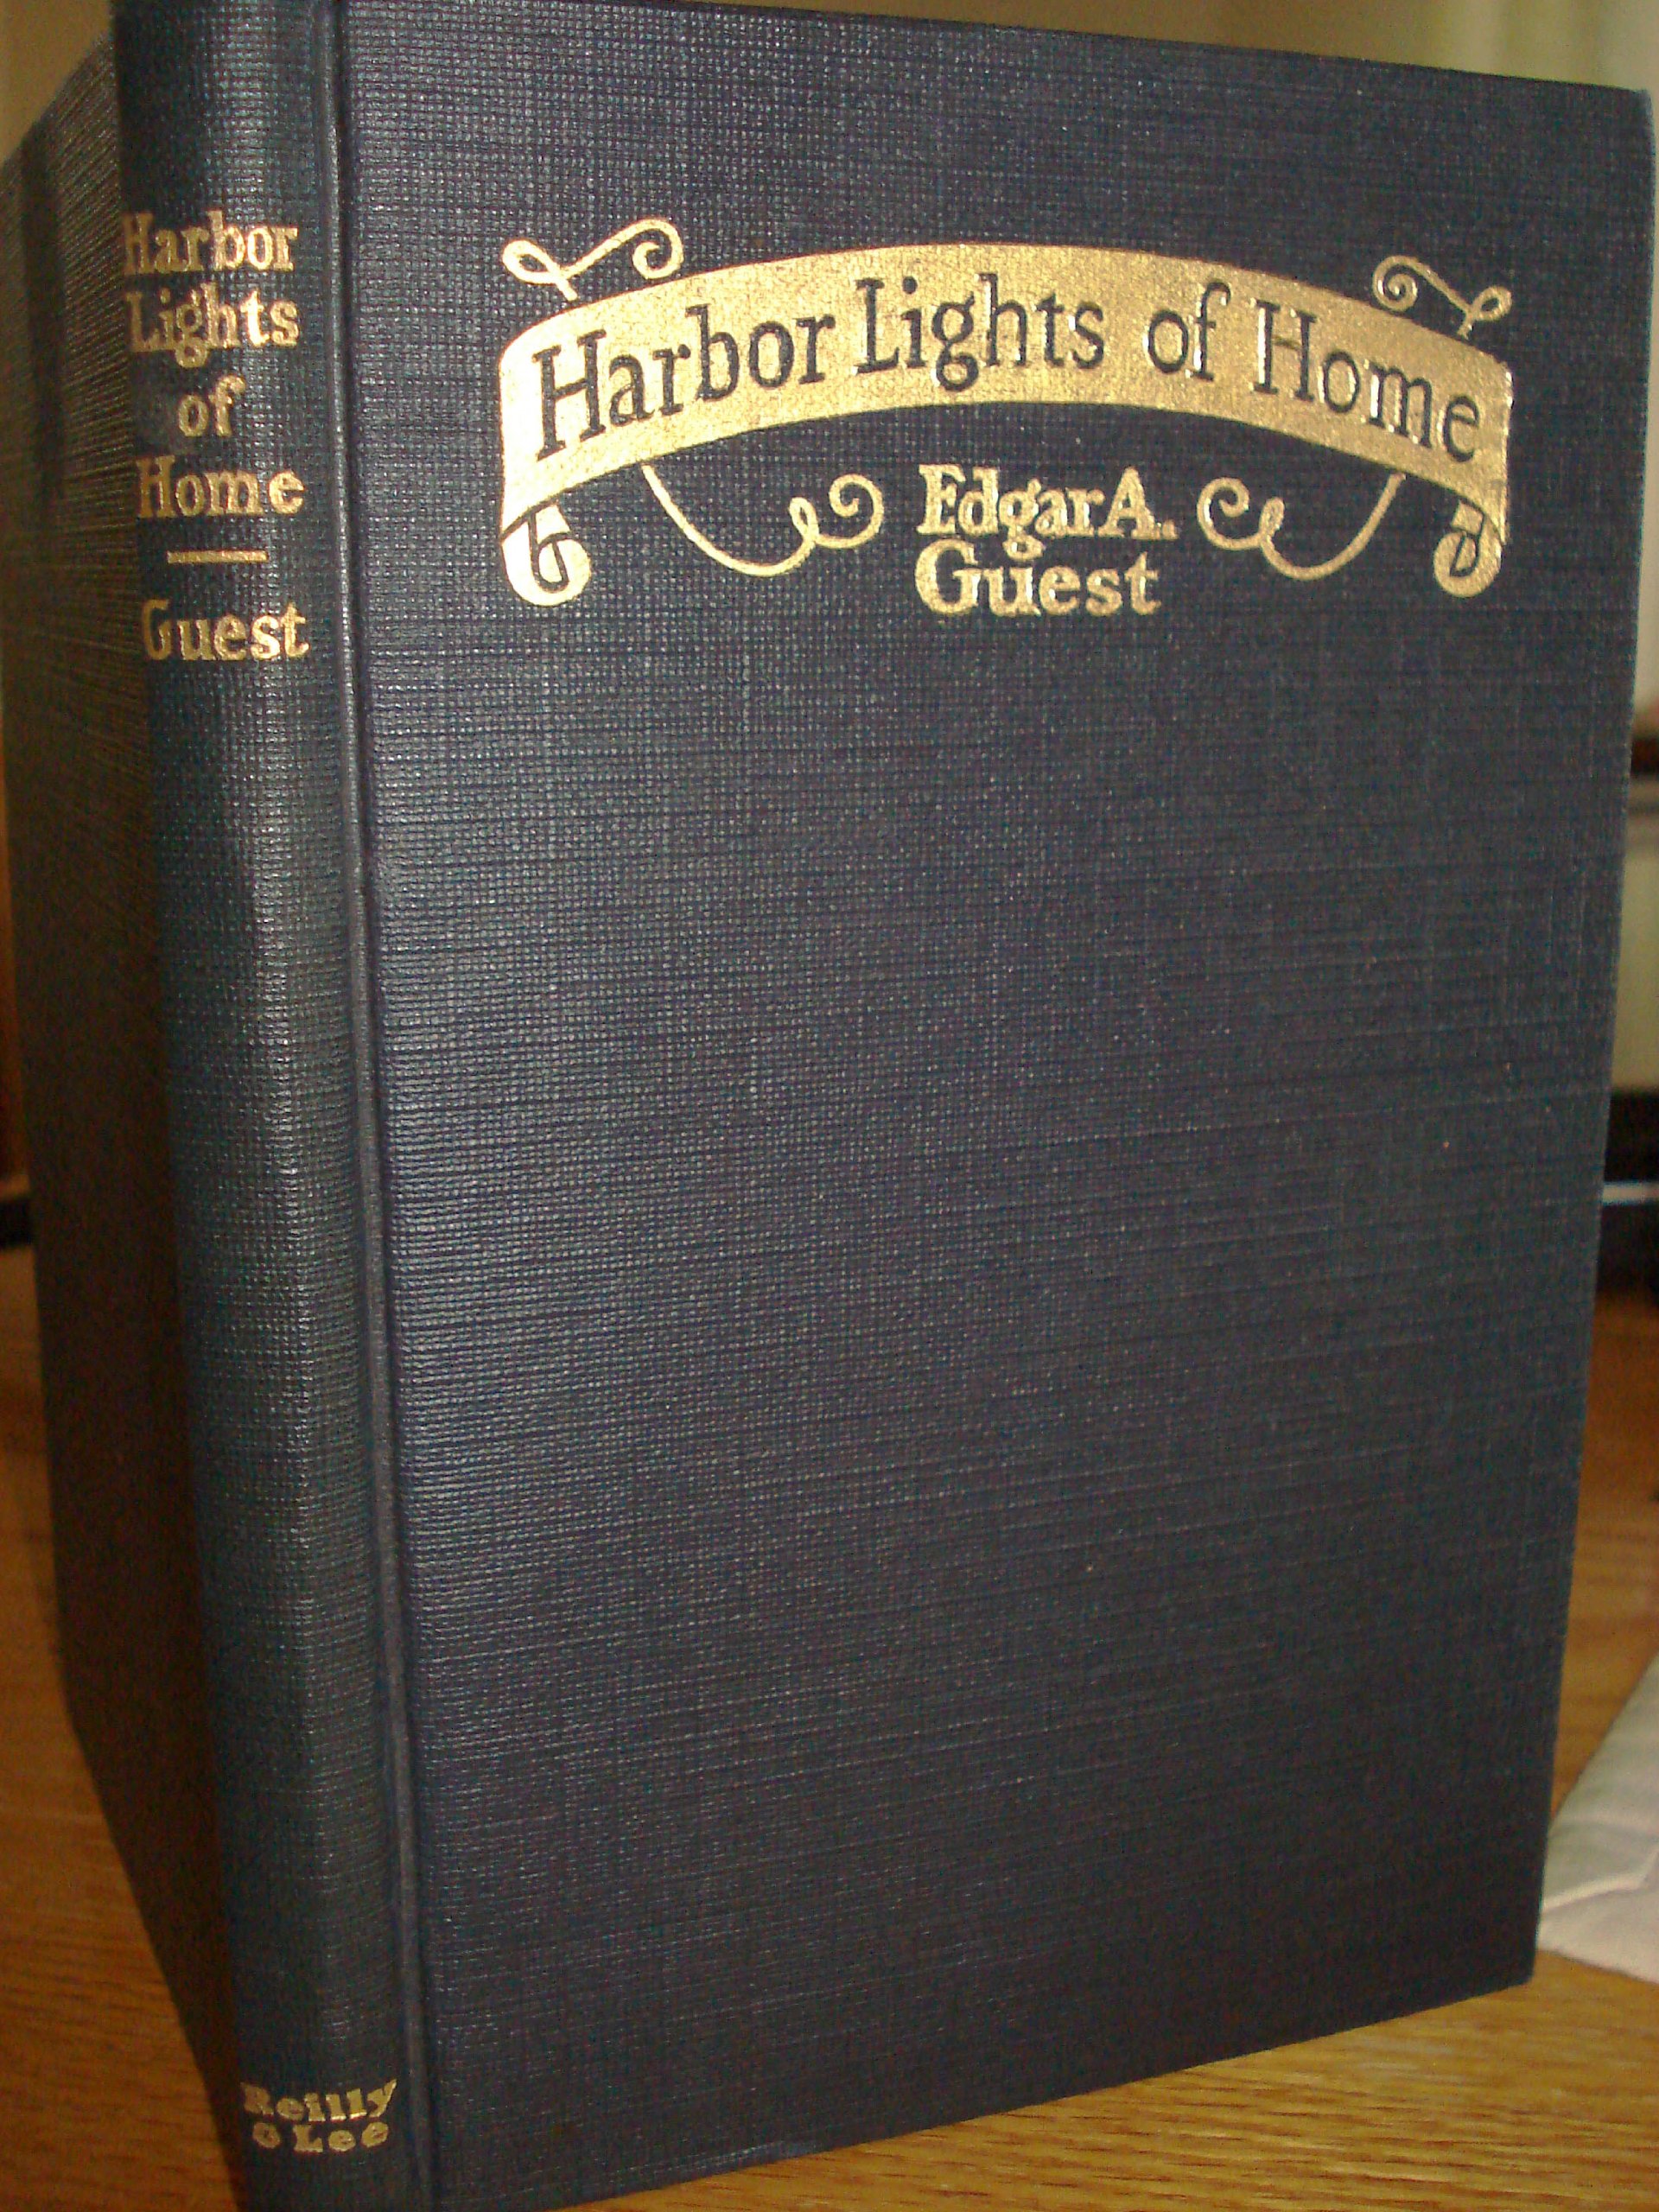 Harbor
Lights
of
Home
Guest
Reilly
& Lee
Harbor Lights of Home
Edgar A.
Guest